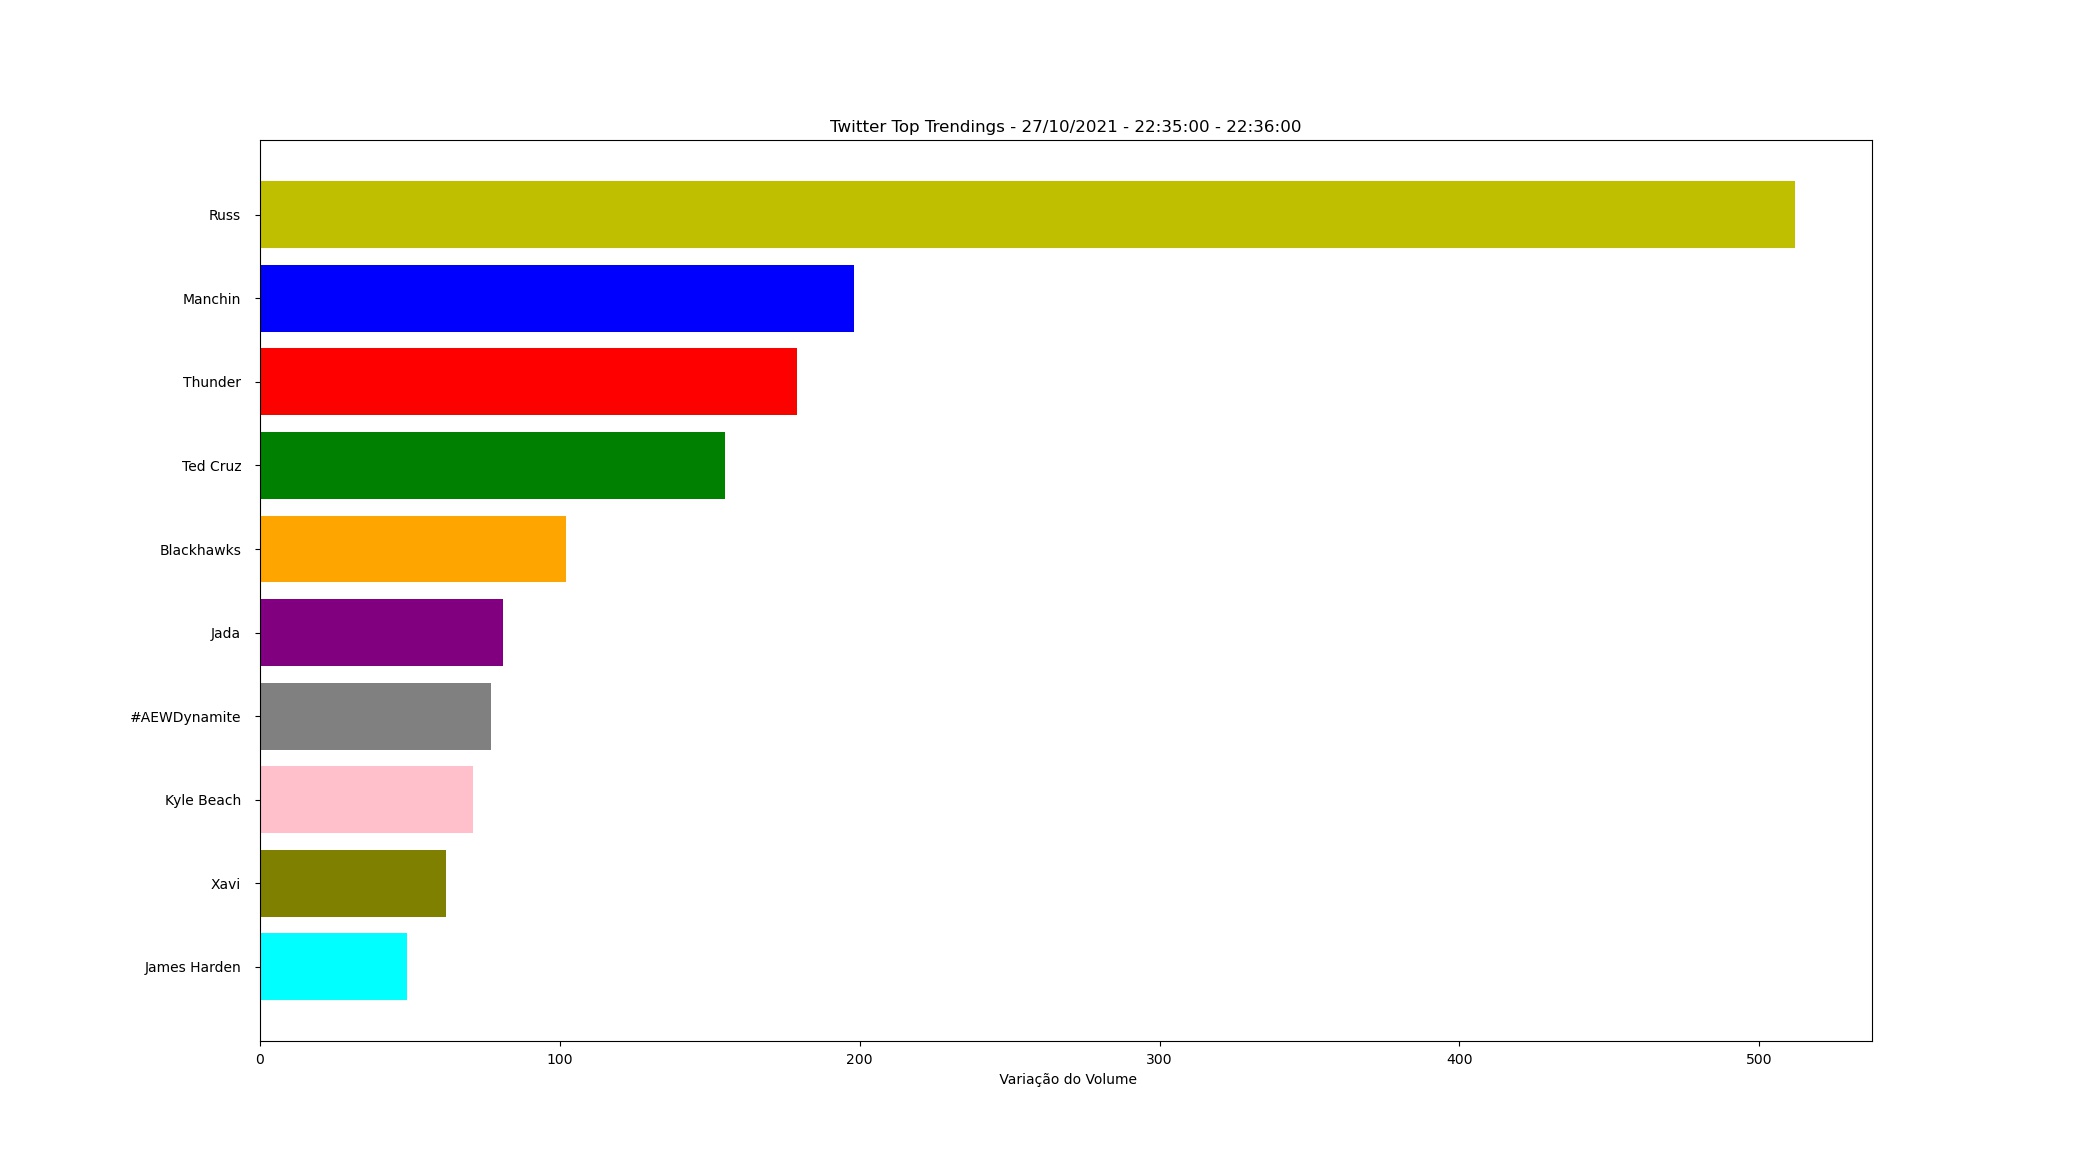 Twitter Top Trendings - 27/10/2021 - 22:35:00 - 22:36:00
Russ
Manchin
Thunder
Ted Cruz
Blackhawks
Jada
#AEWDynamite
Kyle Beach
Xavi
James Harden
0 100 200 300 400 500
Variação do Volume